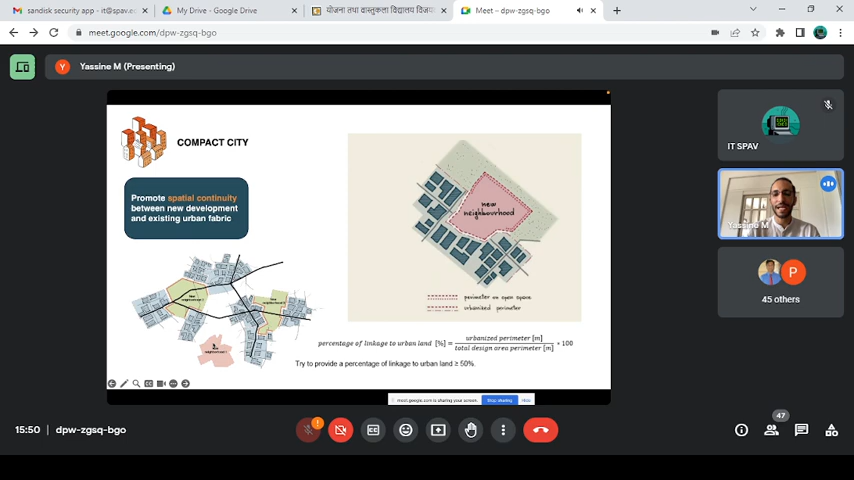 sandisk security app - it@spav.ec
My Drive - Google Drive
योजना तथा वास्तुकला विद्यालय विजय
Meet – dpw-zgsq-bgo
meet.google.com/dpw-zgsq-bgo
Y
Yassine M (Presenting)
COMPACT CITY
Promote spatial continuity
between new development
and existing urban fabric
new
neighbourhood
perimeter on open space
urbanized perimeter
percentage of linkage to urban land [%] = urbanized perimeter [m] / total design area perimeter [m] * 100
Try to provide a percentage of linkage to urban land ≥ 50%.
meet.google.com is sharing your screen.
Stop sharing
Hide
IT SPAV
Yassine M
P
45 others
15:50 | dpw-zgsq-bgo
47